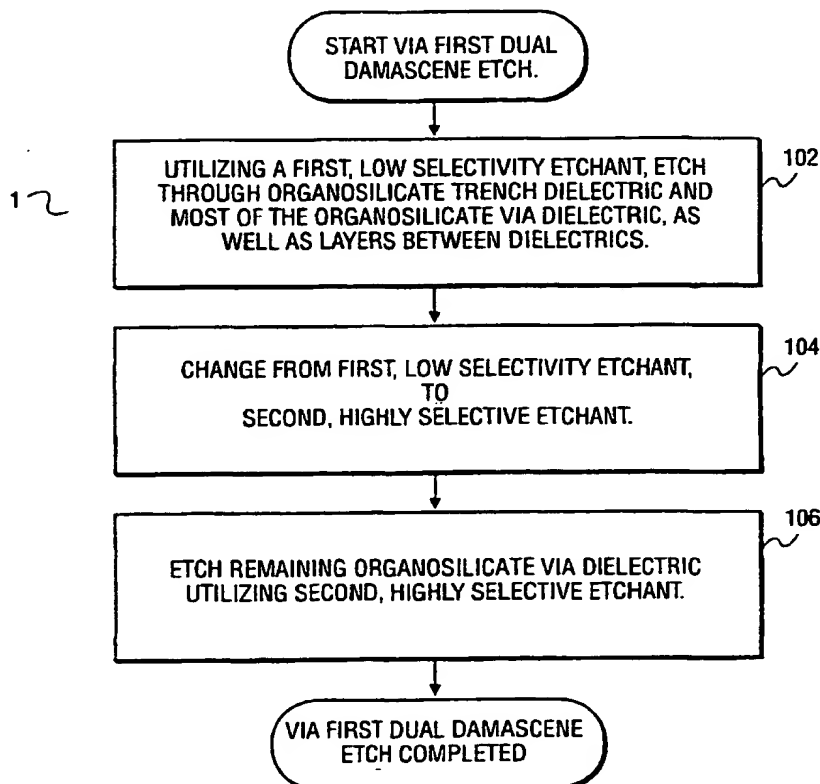 START VIA FIRST DUAL
DAMASCENE ETCH.
UTILIZING A FIRST, LOW SELECTIVITY ETCHANT, ETCH
THROUGH ORGANOSILICATE TRENCH DIELECTRIC AND
MOST OF THE ORGANOSILICATE VIA DIELECTRIC, AS
WELL AS LAYERS BETWEEN DIELECTRICS.
102
1
CHANGE FROM FIRST, LOW SELECTIVITY ETCHANT,
TO
SECOND, HIGHLY SELECTIVE ETCHANT.
104
ETCH REMAINING ORGANOSILICATE VIA DIELECTRIC
UTILIZING SECOND, HIGHLY SELECTIVE ETCHANT.
106
VIA FIRST DUAL DAMASCENE
ETCH COMPLETED